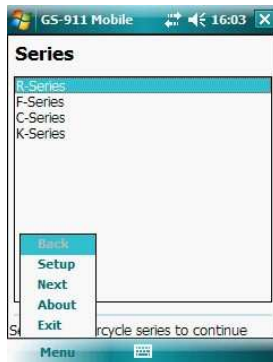 GS-911 Mobile 16:03
Series
R-Series
F-Series
C-Series
K-Series
Back
Setup
Next
About
Exit
rcycle series to continue
Menu